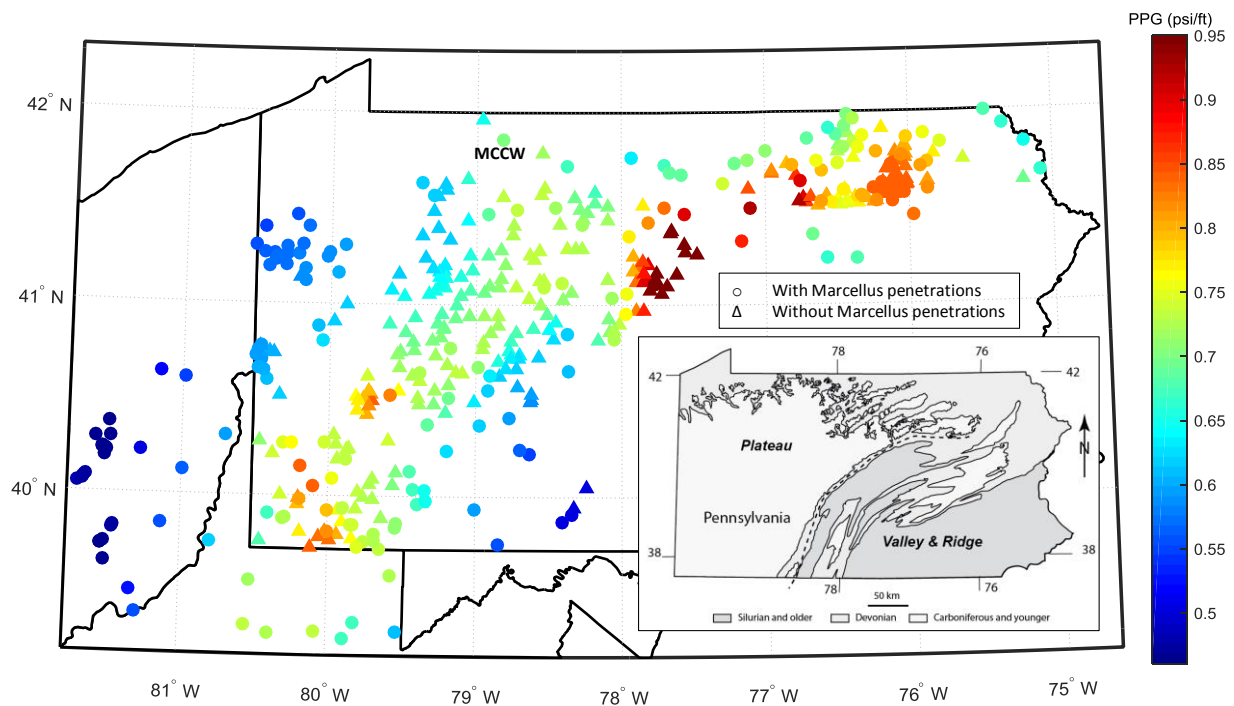 PPG (psi/ft)
0.95
0.9
0.85
0.8
0.75
0.7
0.65
0.6
0.55
0.5
42° N
41° N
40° N
MCCW
○ With Marcellus penetrations
Δ Without Marcellus penetrations
78 76
42 42
Plateau
N
Pennsylvania
Valley & Ridge
38 38
78 76
50 km
Silurian and older Devonian Carboniferous and younger
81° W 80° W 79° W 78° W 77° W 76° W 75° W